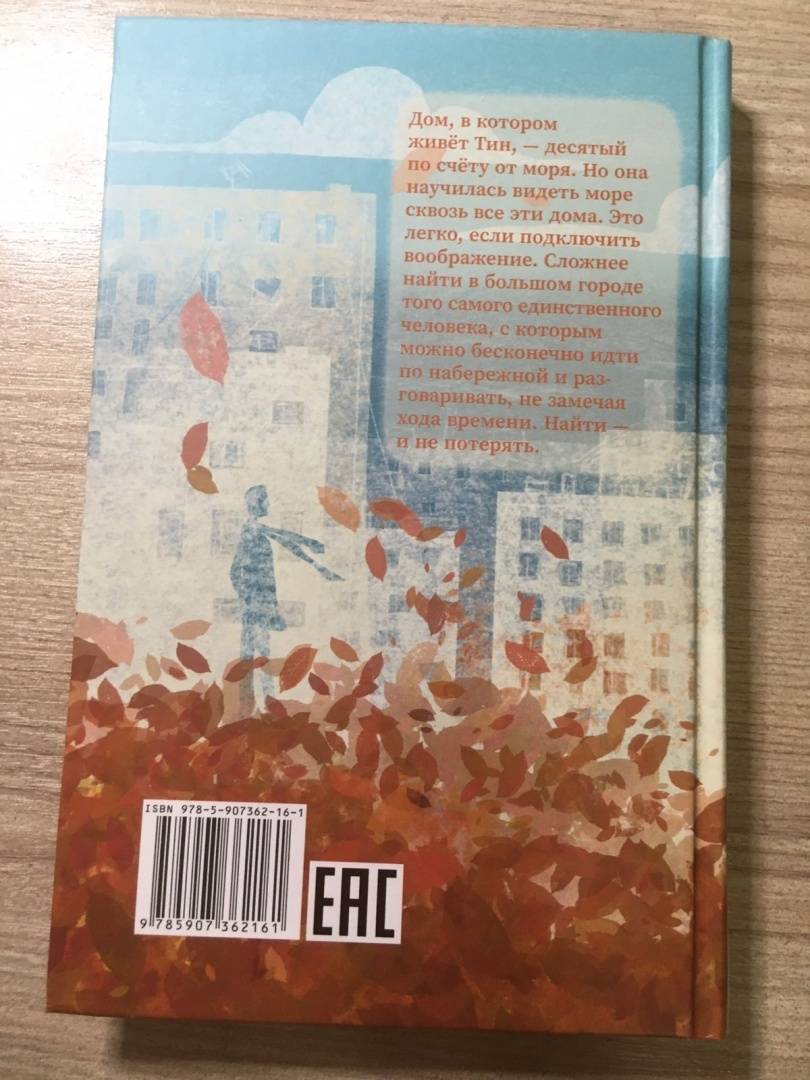 Дом, в котором
живёт Тин, — десятый
по счёту от моря. Но она
научилась видеть море
сквозь все эти дома. Это
легко, если подключить
воображение. Сложнее
найти в большом городе
того самого единственного
человека, с которым
можно бесконечно идти
по набережной и раз-
говаривать, не замечая
хода времени. Найти —
и не потерять.
ISBN 978-5-907362-16-1
9 785907 362161
EAC